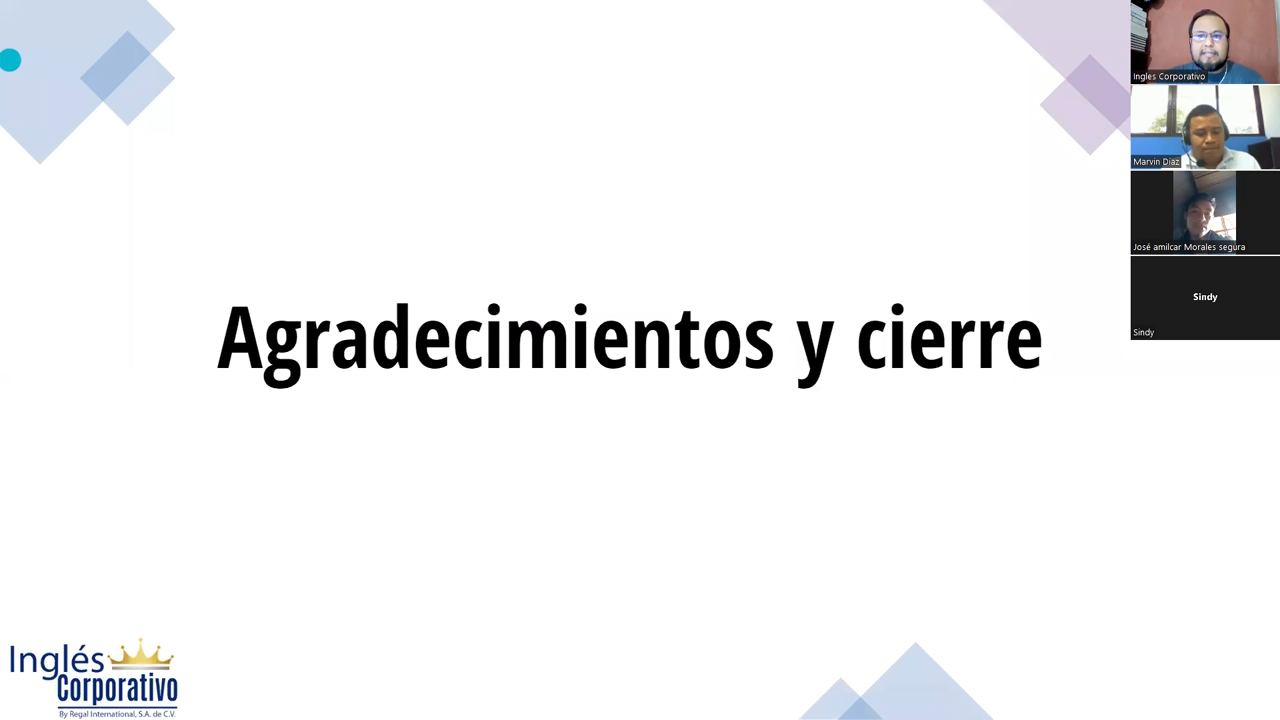 Agradecimientos y cierre
Ingles Corporativo
Marvin Diaz
José amilcar Morales segura
Sindy
Sindy
Inglés
Corporativo
By Regal International, S.A. de C.V.